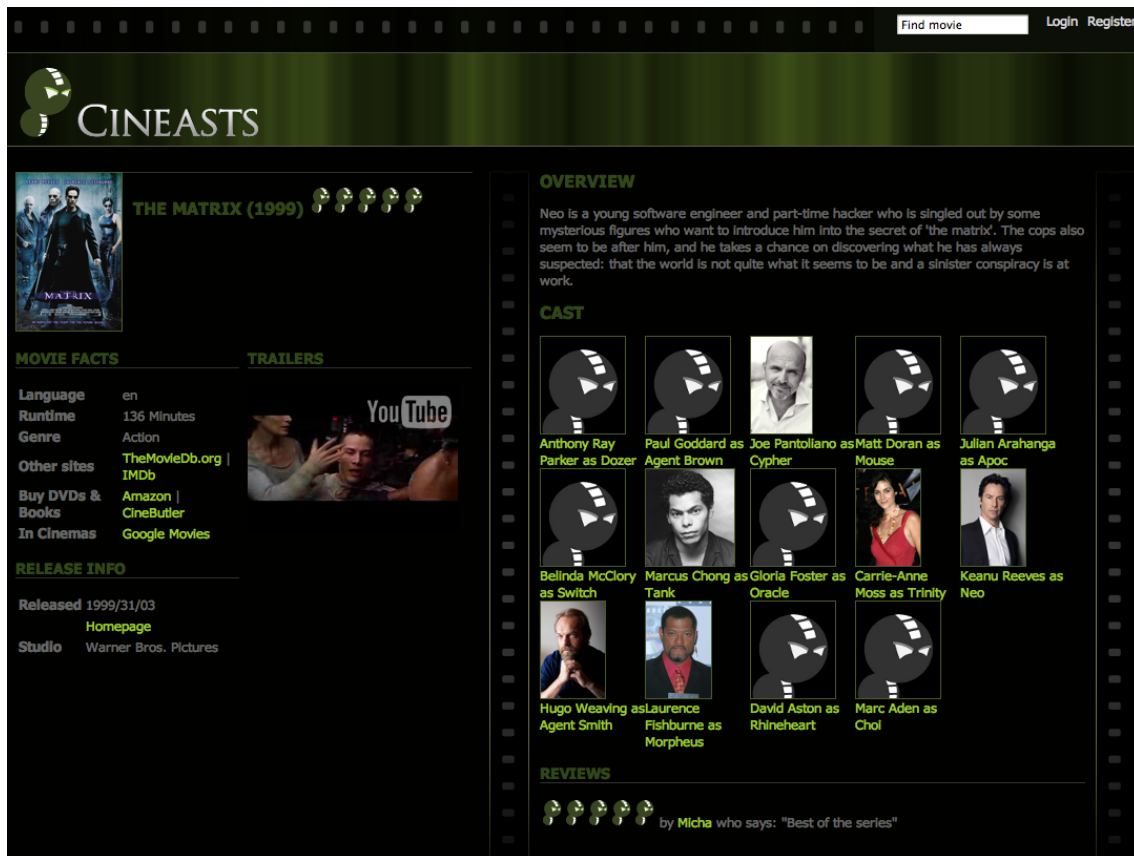 Find movie
Login Register
CINEASTS
THE MATRIX (1999)
MATRIX
MOVIE FACTS
Language en
Runtime 136 Minutes
Genre Action
Other sites TheMovieDb.org |
IMDb
Buy DVDs & Amazon |
Books CineButler
In Cinemas Google Movies
TRAILERS
YouTube
RELEASE INFO
Released 1999/31/03
Homepage
Studio Warner Bros. Pictures
OVERVIEW
Neo is a young software engineer and part-time hacker who is singled out by some
mysterious figures who want to introduce him into the secret of 'the matrix'. The cops also
seem to be after him, and he takes a chance on discovering what he has always
suspected: that the world is not quite what it seems to be and a sinister conspiracy is at
work.
CAST
Anthony Ray
Parker as Dozer
Paul Goddard as
Agent Brown
Joe Pantoliano as
Cypher
Matt Doran as
Mouse
Julian Arahanga
as Apoc
Belinda McClory
as Switch
Marcus Chong as
Tank
Gloria Foster as
Oracle
Carrie-Anne
Moss as Trinity
Keanu Reeves as
Neo
Hugo Weaving as
Agent Smith
Laurence
Fishburne as
Morpheus
David Aston as
Rhineheart
Marc Aden as
Choi
REVIEWS
by Micha who says: "Best of the series"